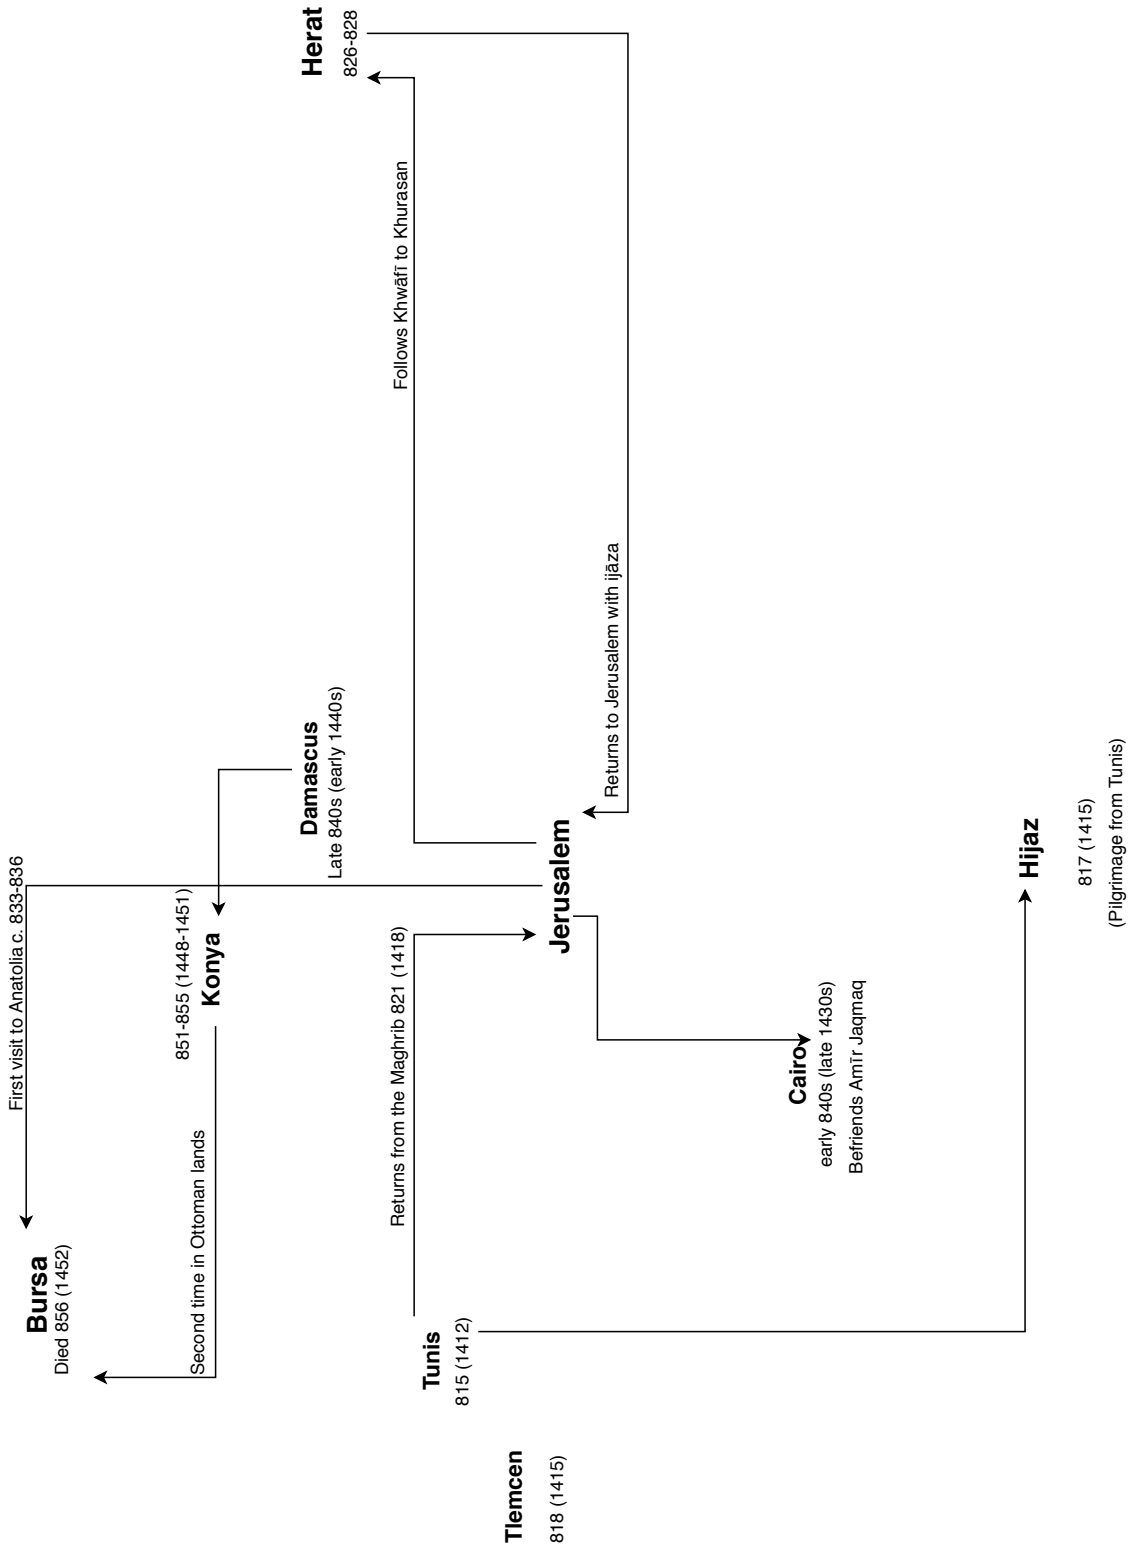 First visit to Anatolia c. 833-836
Bursa
Died 856 (1452)
851-855 (1448-1451)
Konya
Second time in Ottoman lands
Damascus
Late 840s (early 1440s)
Herat
826-828
Follows Khwāfī to Khurasan
Returns from the Maghrib 821 (1418)
Tunis
815 (1412)
Tlemcen
818 (1415)
Jerusalem
Returns to Jerusalem with ijāza
Cairo
early 840s (late 1430s)
Befriends Amīr Jaqmaq
Hijaz
817 (1415)
(Pilgrimage from Tunis)